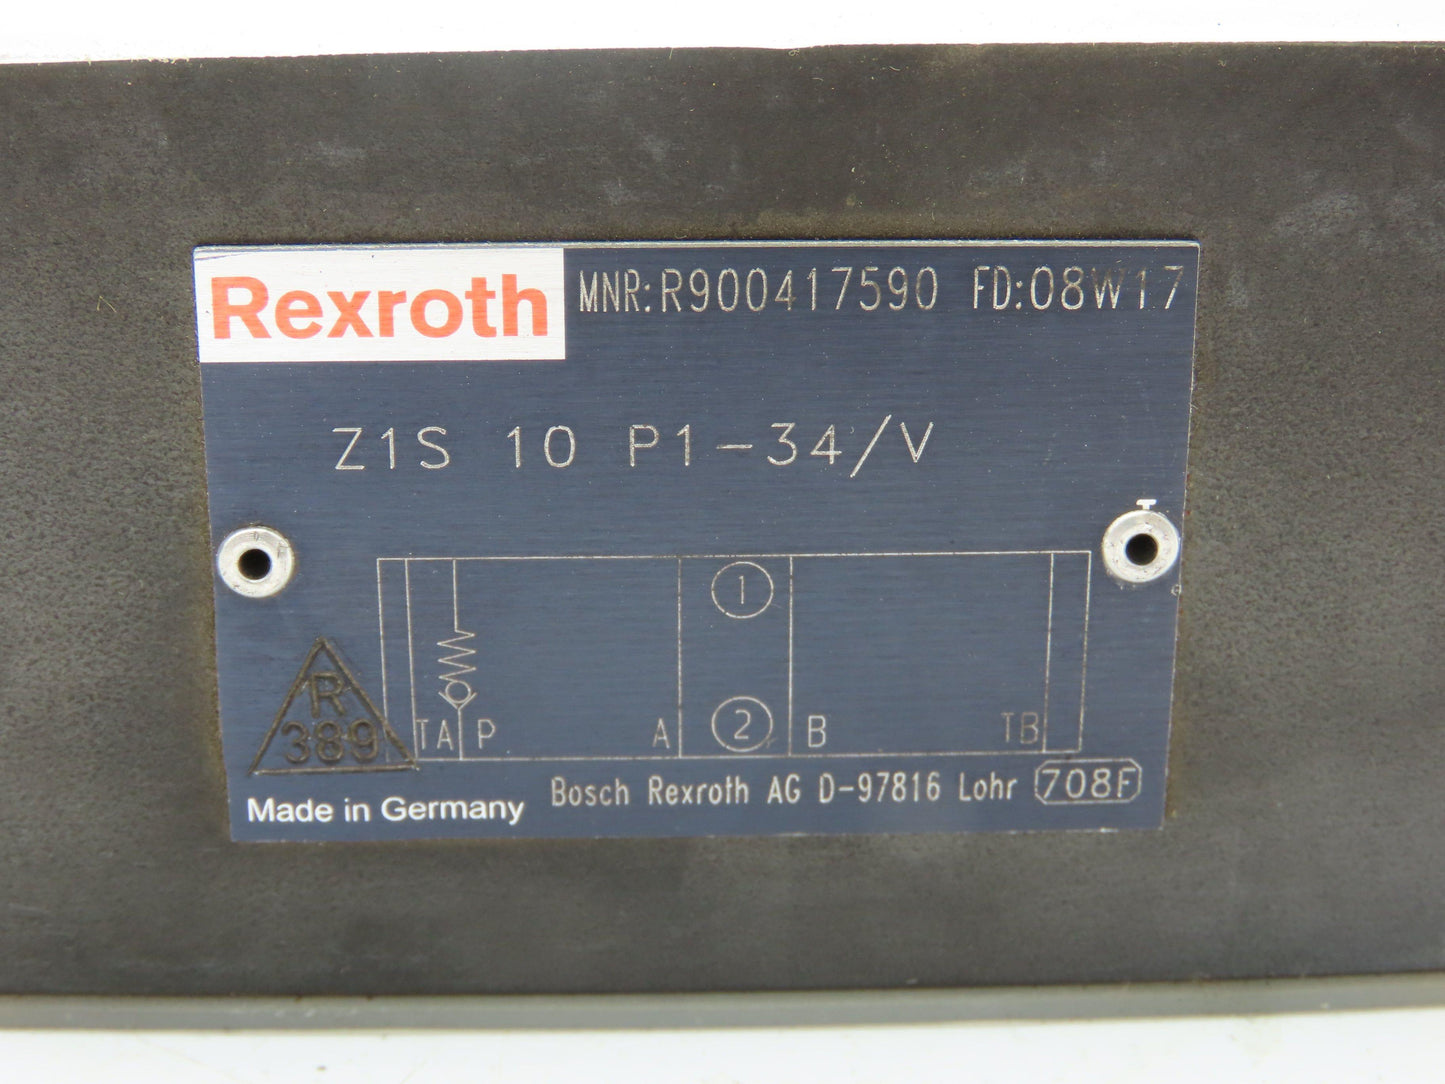 Rexroth MNR:R900417590 FD:08W17
Z1S 10 P1-34/V
1
R
389
TA P A 2 B TB
Made in Germany Bosch Rexroth AG D-97816 Lohr 708F